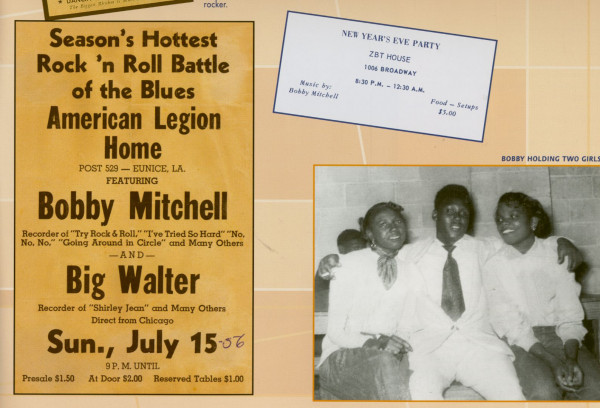 rocker.
Season's Hottest
Rock 'n Roll Battle
of the Blues
American Legion
Home
POST 529 — EUNICE, LA.
FEATURING
Bobby Mitchell
Recorder of "Try Rock & Roll," "I've Tried So Hard" "No,
No, No," "Going Around in Circle" and Many Others
—AND—
Big Walter
Recorder of "Shirley Jean" and Many Others
Direct from Chicago
Sun., July 15-56
9 P. M. UNTIL
Presale $1.50 At Door $2.00 Reserved Tables $1.00
NEW YEAR'S EVE PARTY
ZBT HOUSE
1006 BROADWAY
8:30 P.M. – 12:30 A.M.
Music by:
Bobby Mitchell
Food – Setups
$5.00
BOBBY HOLDING TWO GIRLS